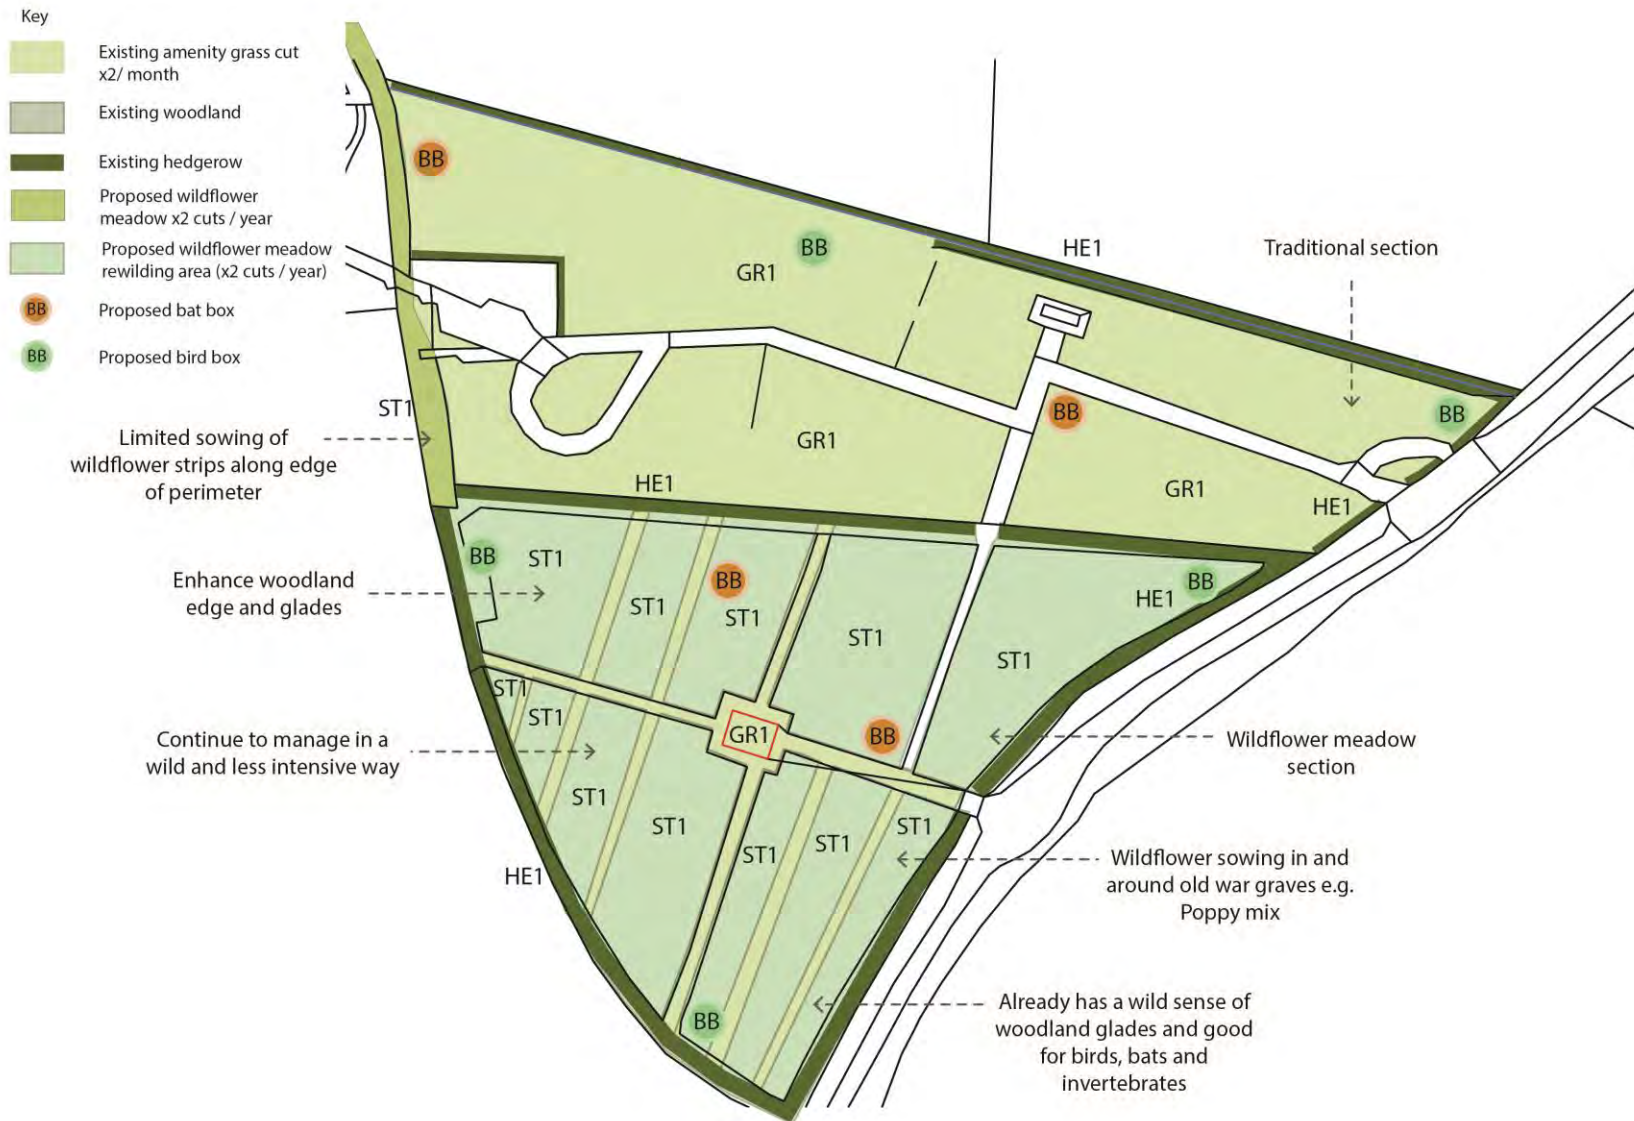 Key
Existing amenity grass cut
x2/ month
Existing woodland
Existing hedgerow
Proposed wildflower
meadow x2 cuts / year
Proposed wildflower meadow
rewilding area (x2 cuts / year)
BB
Proposed bat box
BB
Proposed bird box
BB
BB
GR1
HE1
Traditional section
ST1
BB
BB
Limited sowing of
wildflower strips along edge
of perimeter
GR1
HE1
GR1
HE1
BB
ST1
BB
BB
Enhance woodland
edge and glades
ST1
ST1
ST1
HE1
ST1
ST1
ST1
GR1
BB
Continue to manage in a
wild and less intensive way
Wildflower meadow
section
ST1
ST1
ST1
ST1
ST1
HE1
Wildflower sowing in and
around old war graves e.g.
Poppy mix
BB
Already has a wild sense of
woodland glades and good
for birds, bats and
invertebrates
ST1